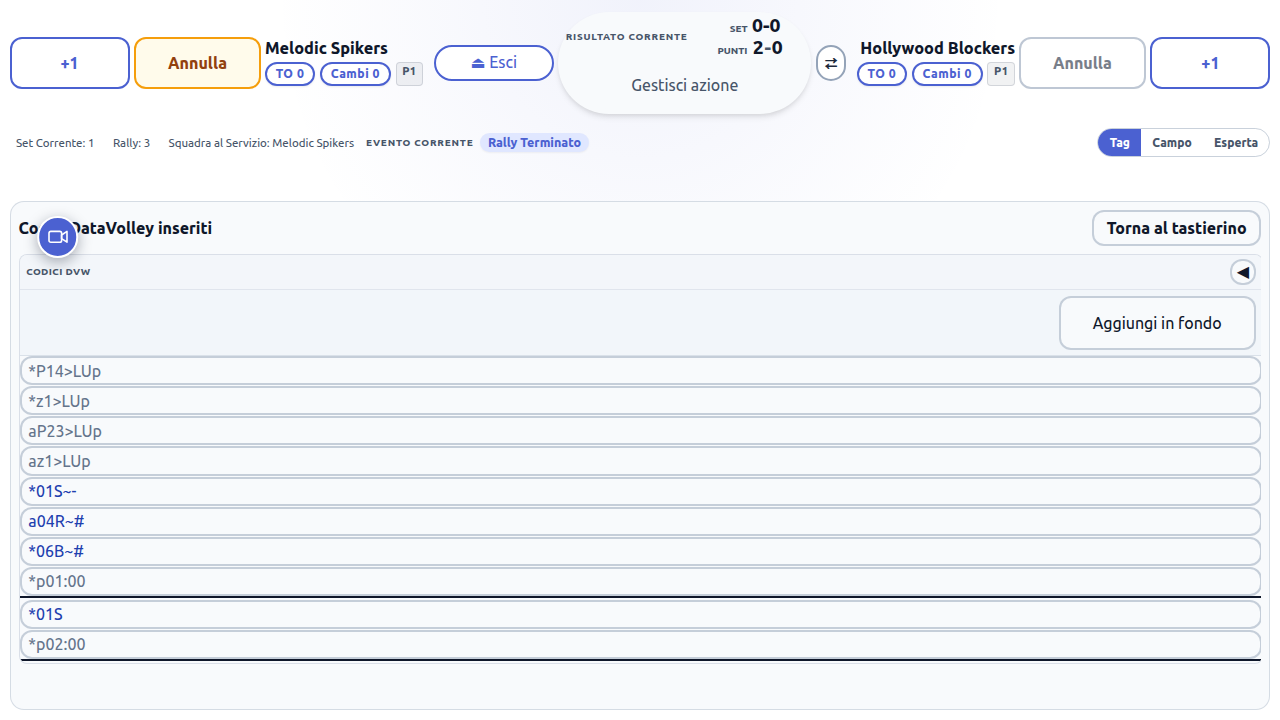 +1
Annulla
Melodic Spikers
TO 0
Cambi 0
P1
⏏ Esci
RISULTATO CORRENTE
SET 0-0
PUNTI 2-0
Gestisci azione
⇄
Hollywood Blockers
TO 0
Cambi 0
P1
Annulla
+1
Set Corrente: 1
Rally: 3
Squadra al Servizio: Melodic Spikers
EVENTO CORRENTE
Rally Terminato
Tag
Campo
Esperta
Co DataVolley inseriti
Torna al tastierino
CODICI DVW
◀
Aggiungi in fondo
*P14>LUp
*z1>LUp
aP23>LUp
az1>LUp
*01S~-
a04R~#
*06B~#
*p01:00
*01S
*p02:00